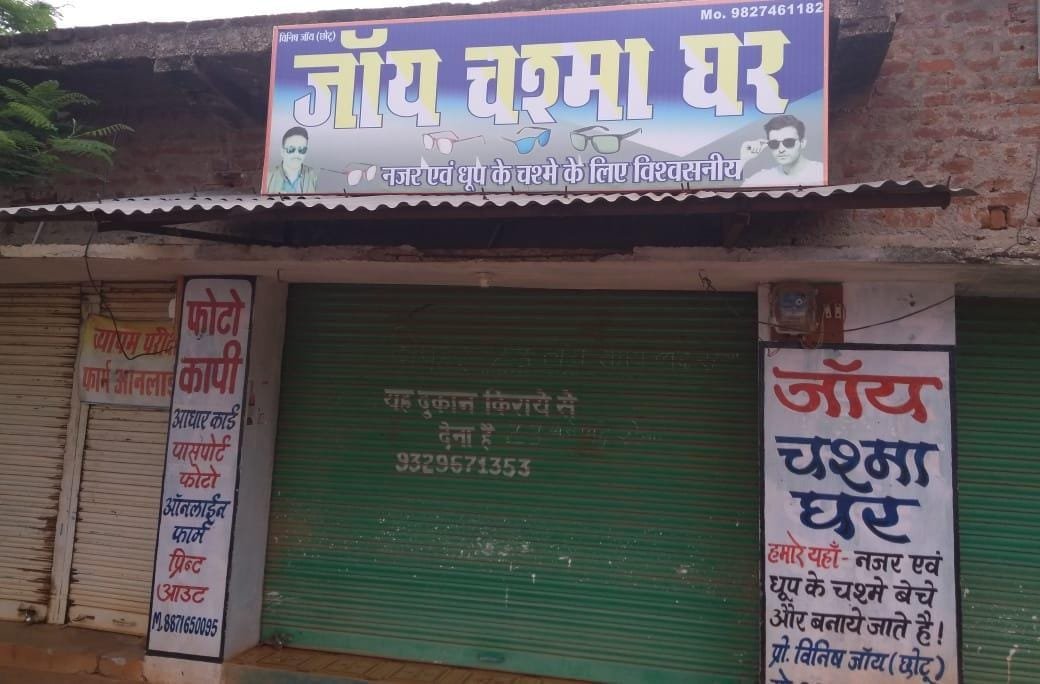 Mo. 9827461182
विनिष जॉय (छोटू)
जॉय चश्मा घर
नजर एवं धूप के चश्मे के लिए विश्वसनीय
फोटो
कापी
आधार कार्ड
पासपोर्ट
फोटो
ऑनलाईन
फार्म
प्रिन्ट
आउट
M. 8871650095
व्यापम
फार्म
यह दुकान किराये से
देना है
9329671353
जॉय
चश्मा
घर
हमारे यहाँ - नजर एवं
धूप के चश्मे बेचे
और बनाये जाते है!
प्रो. विनिष जॉय (छोटू)